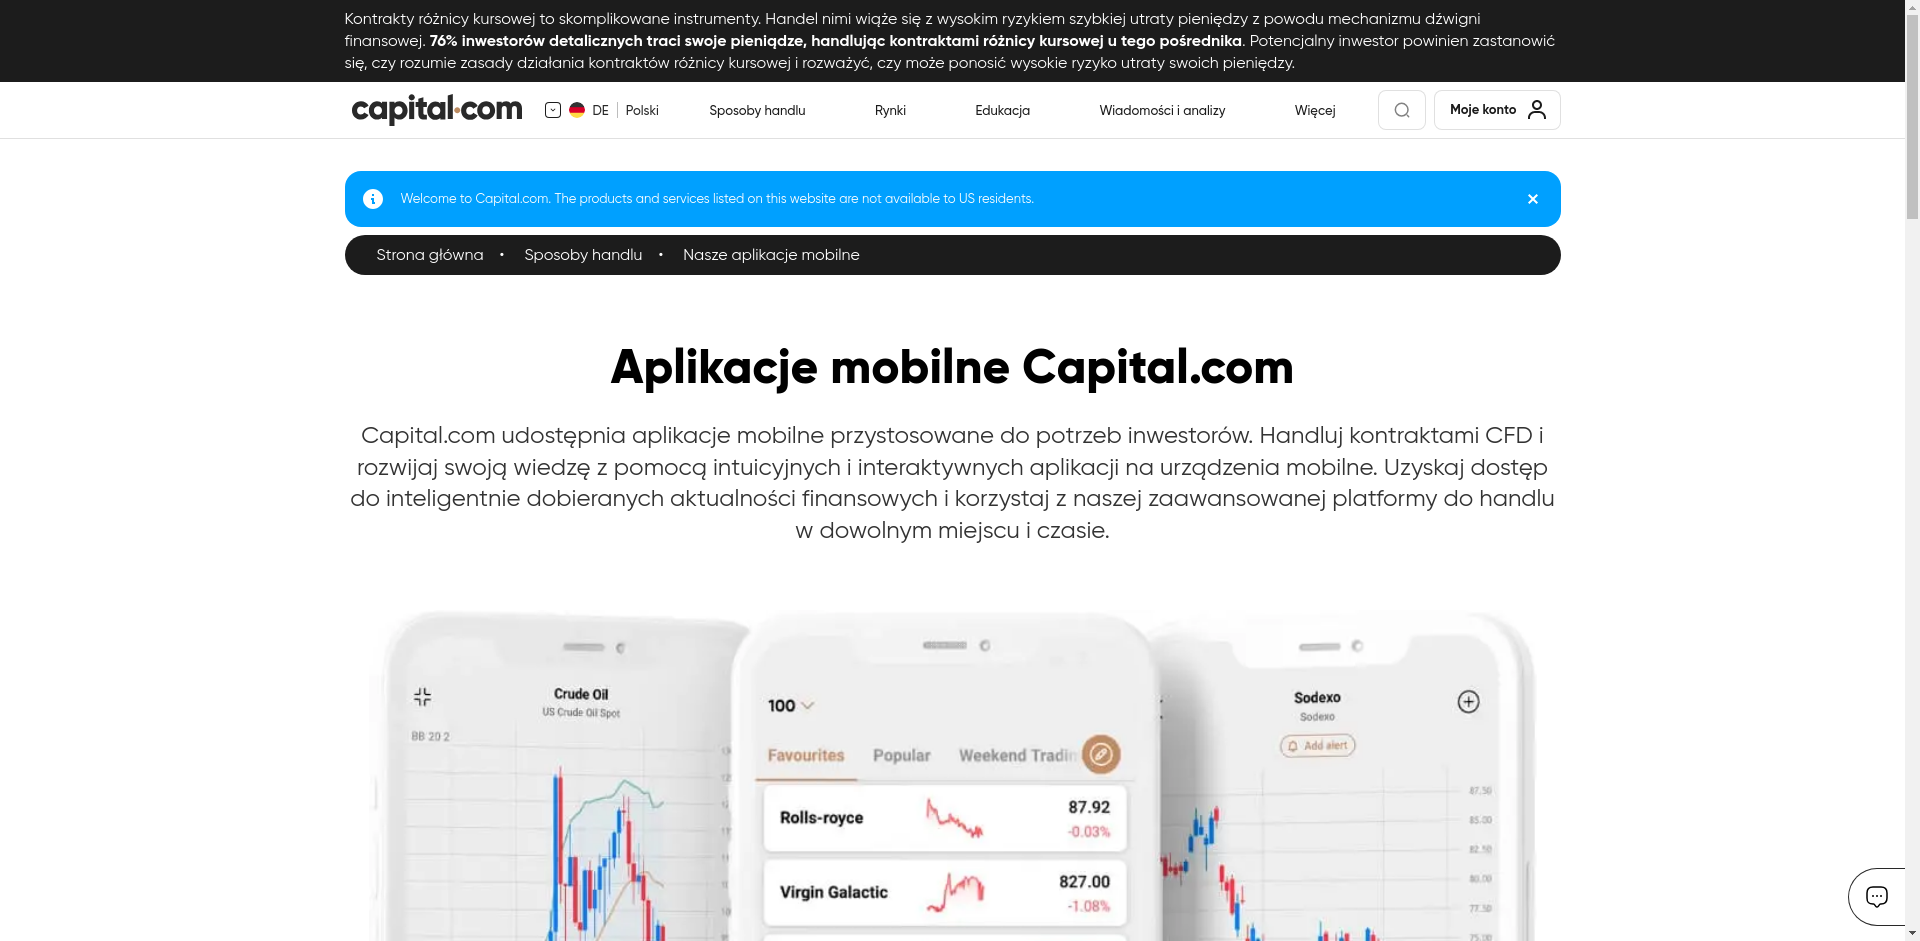 Kontrakty różnicy kursowej to skomplikowane instrumenty. Handel nimi wiąże się z wysokim ryzykiem szybkiej utraty pieniędzy z powodu mechanizmu dźwigni
finansowej. 76% inwestorów detalicznych traci swoje pieniądze, handlując kontraktami różnicy kursowej u tego pośrednika. Potencjalny inwestor powinien zastanowić
się, czy rozumie zasady działania kontraktów różnicy kursowej i rozważyć, czy może ponosić wysokie ryzyko utraty swoich pieniędzy.
capital.com DE Polski Sposoby handlu Rynki Edukacja Wiadomości i analizy Więcej Moje konto
Welcome to Capital.com. The products and services listed on this website are not available to US residents.
Strona główna • Sposoby handlu • Nasze aplikacje mobilne
Aplikacje mobilne Capital.com
Capital.com udostępnia aplikacje mobilne przystosowane do potrzeb inwestorów. Handluj kontraktami CFD i
rozwijaj swoją wiedzę z pomocą intuicyjnych i interaktywnych aplikacji na urządzenia mobilne. Uzyskaj dostęp
do inteligentnie dobieranych aktualności finansowych i korzystaj z naszej zaawansowanej platformy do handlu
w dowolnym miejscu i czasie.
Crude Oil
US Crude Oil Spot
BB 20 2
100
Favourites Popular Weekend Tradin
Rolls-royce 87.92
-0.03%
Virgin Galactic 827.00
-1.08%
Sodexo
Sodexo
Add alert
87.50
85.00
82.50
80.00
77.50
75.00